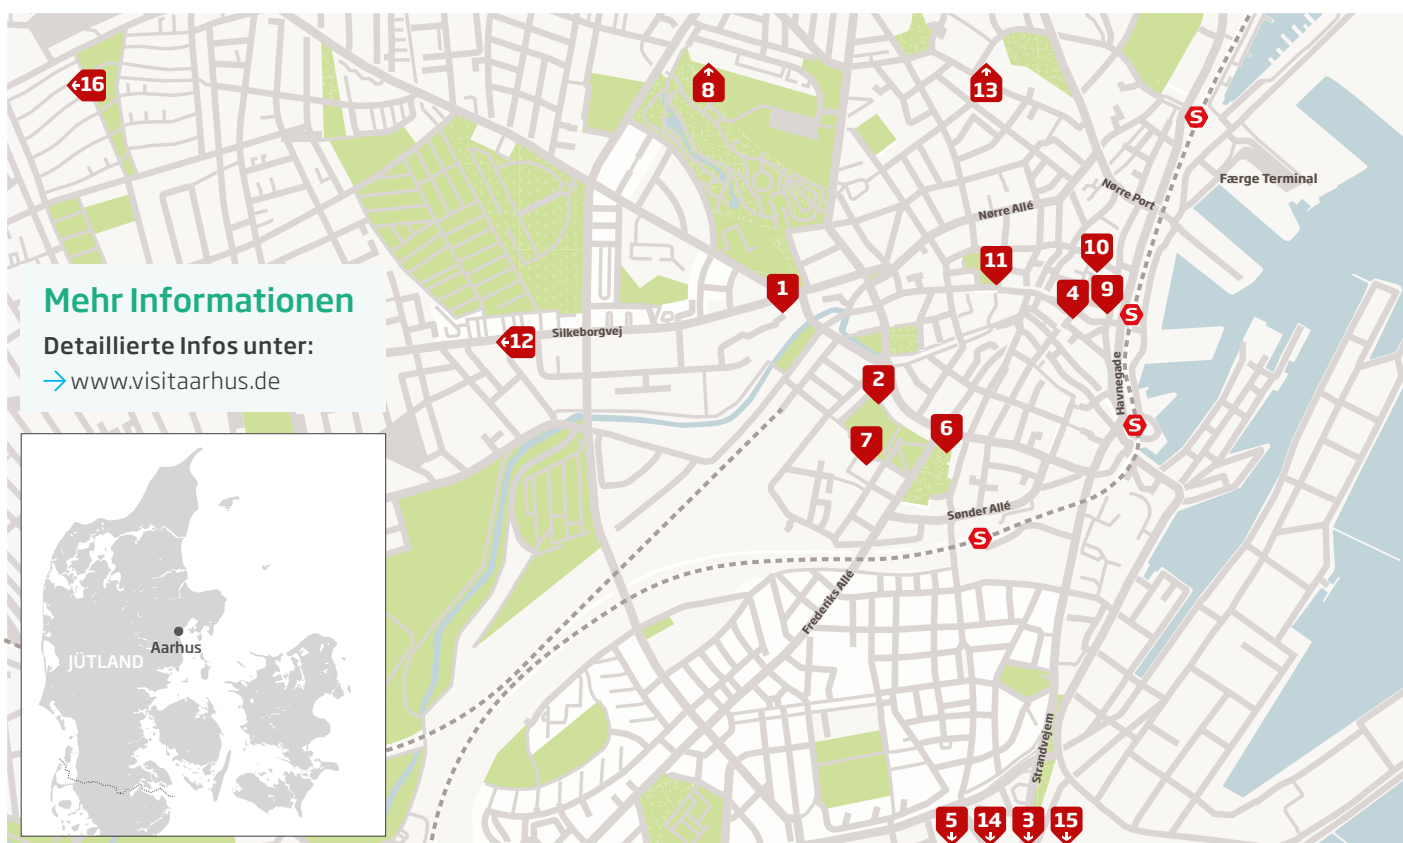 ←16
↑
8
↑
13
S
Færge Terminal
Nørre Port
Nørre Allé
10
11
Mehr Informationen
Detaillierte Infos unter:
→ www.visitaarhus.de
1
4
9
S
Silkeborgvej
←12
2
Havnegade
7
6
S
Sønder Allé
S
Frederiks Allé
Aarhus
JÜTLAND
Strandvejem
5
↓
14
↓
3
↓
15
↓